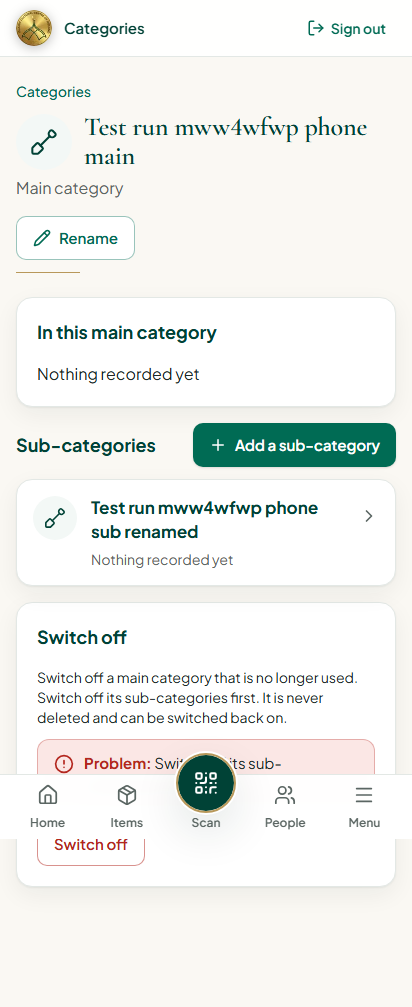 Categories
Sign out
Categories
Test run mww4wfwp phone
main
Main category
Rename
In this main category
Nothing recorded yet
Sub-categories
Add a sub-category
Test run mww4wfwp phone
sub renamed
Nothing recorded yet
Switch off
Switch off a main category that is no longer used.
Switch off its sub-categories first. It is never
deleted and can be switched back on.
Problem: its sub-
Home
Items
Scan
People
Menu
Switch off